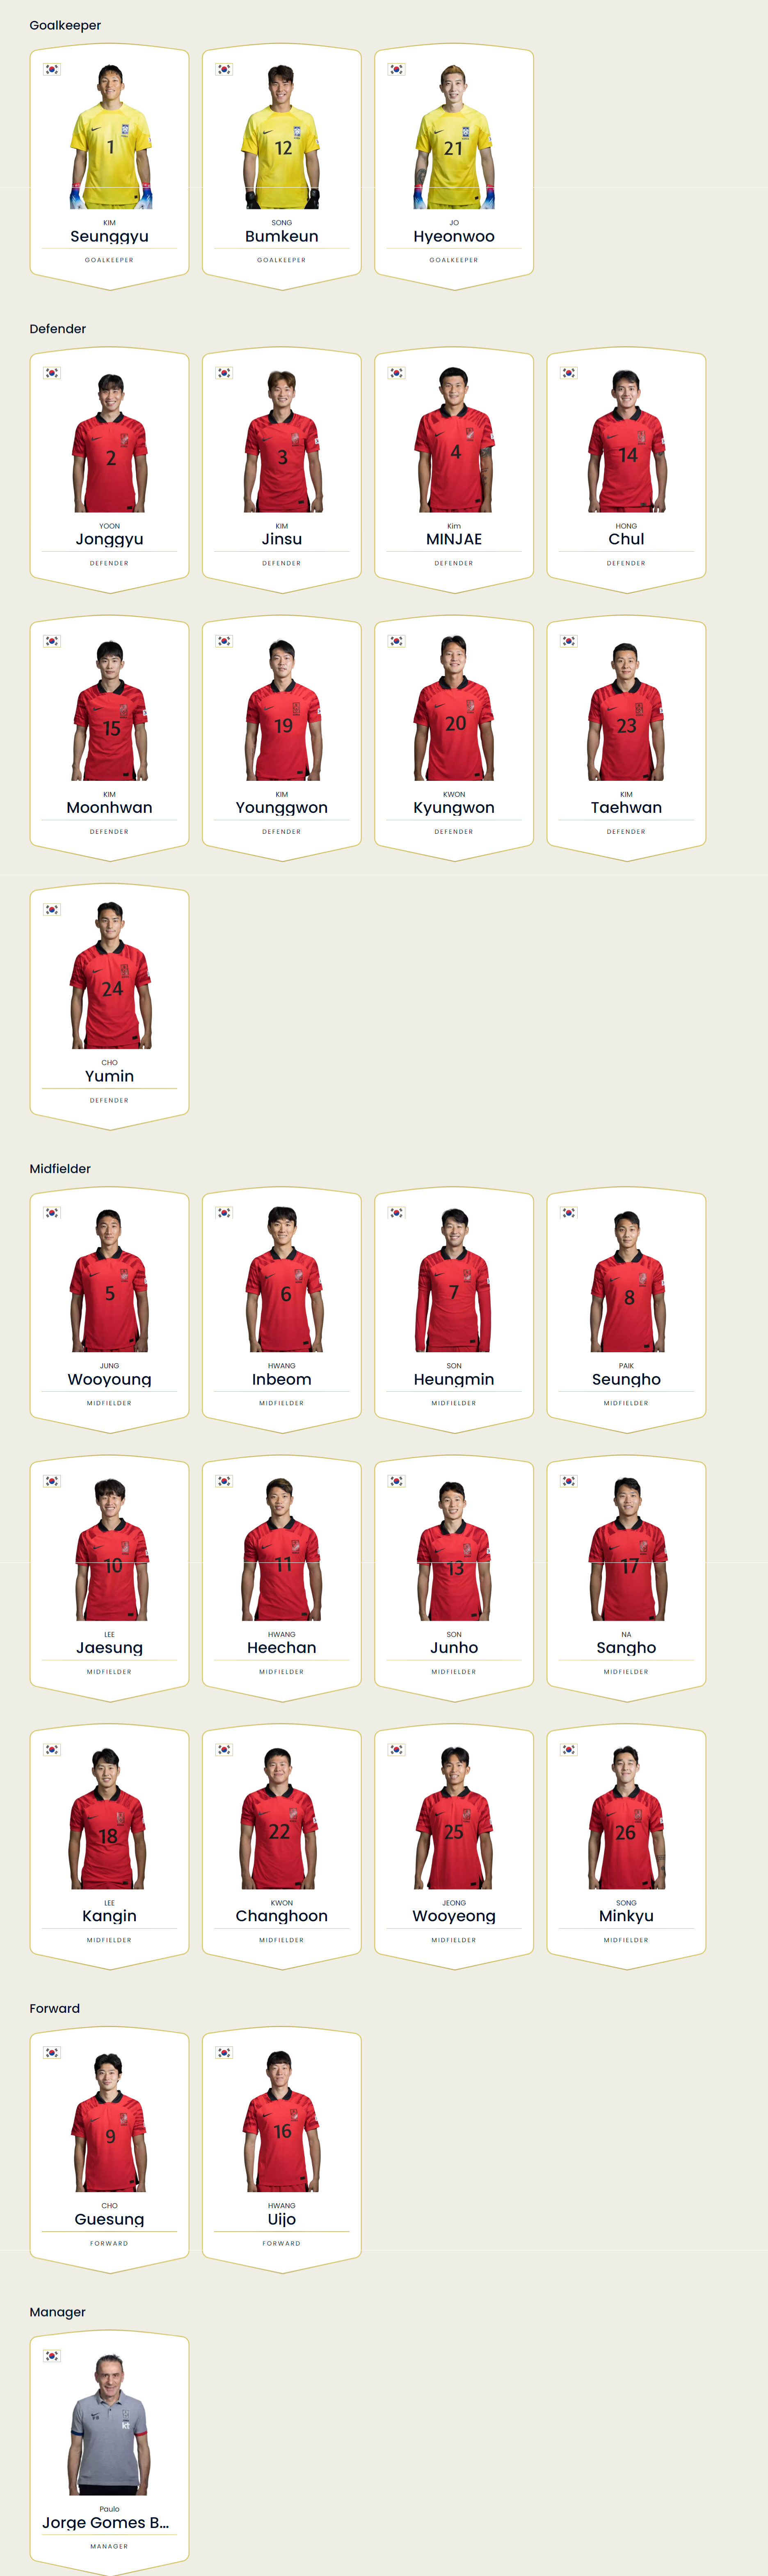 Goalkeeper
1
12
21
KIM
Seunggyu
GOALKEEPER
SONG
Bumkeun
GOALKEEPER
JO
Hyeonwoo
GOALKEEPER
Defender
2
3
4
14
YOON
Jonggyu
DEFENDER
KIM
Jinsu
DEFENDER
Kim
MINJAE
DEFENDER
HONG
Chul
DEFENDER
15
19
20
23
KIM
Moonhwan
DEFENDER
KIM
Younggwon
DEFENDER
KWON
Kyungwon
DEFENDER
KIM
Taehwan
DEFENDER
24
CHO
Yumin
DEFENDER
Midfielder
5
6
7
8
JUNG
Wooyoung
MIDFIELDER
HWANG
Inbeom
MIDFIELDER
SON
Heungmin
MIDFIELDER
PAIK
Seungho
MIDFIELDER
10
11
13
17
LEE
Jaesung
MIDFIELDER
HWANG
Heechan
MIDFIELDER
SON
Junho
MIDFIELDER
NA
Sangho
MIDFIELDER
18
22
25
26
LEE
Kangin
MIDFIELDER
KWON
Changhoon
MIDFIELDER
JEONG
Wooyeong
MIDFIELDER
SONG
Minkyu
MIDFIELDER
Forward
9
16
CHO
Guesung
FORWARD
HWANG
Uijo
FORWARD
Manager
kt
Paulo
Jorge Gomes B...
MANAGER